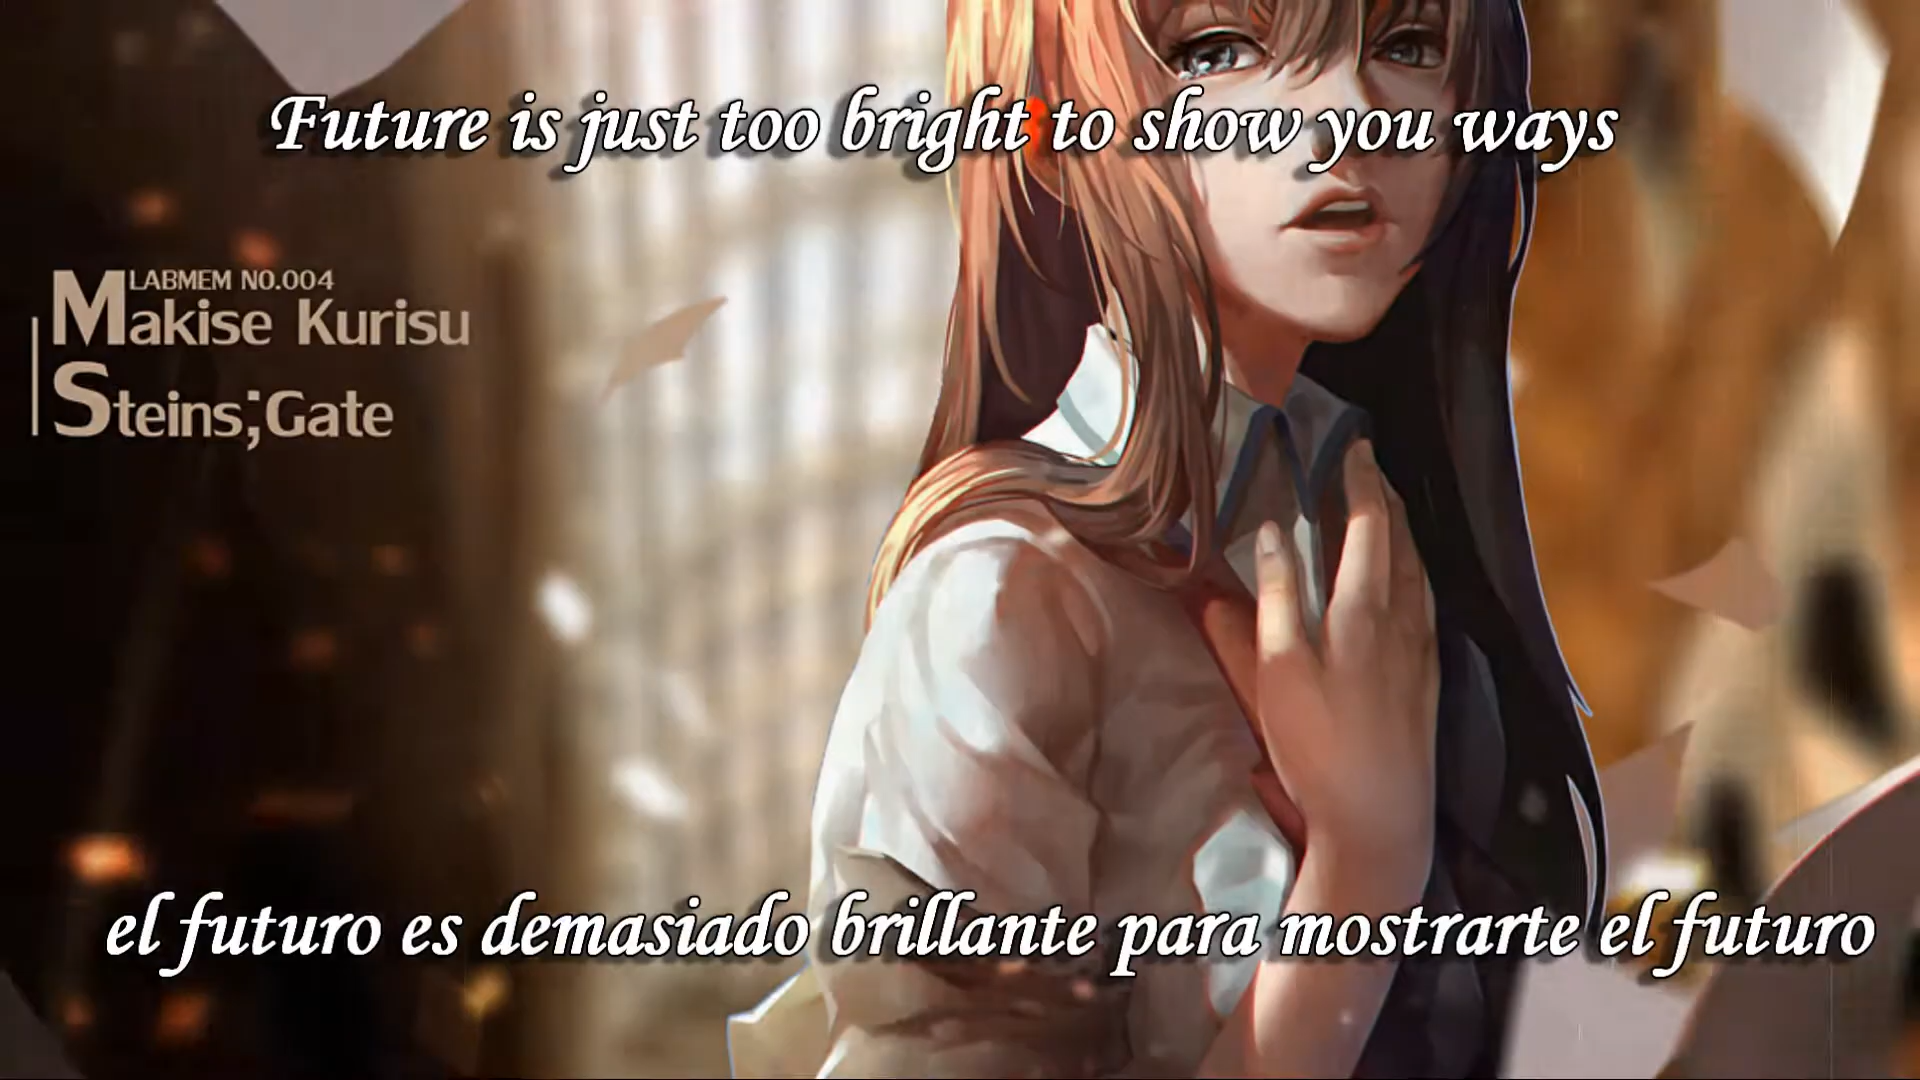 Future is just too bright to show you ways
LABMEM NO.004
Makise Kurisu
Steins;Gate
el futuro es demasiado brillante para mostrarte el futuro